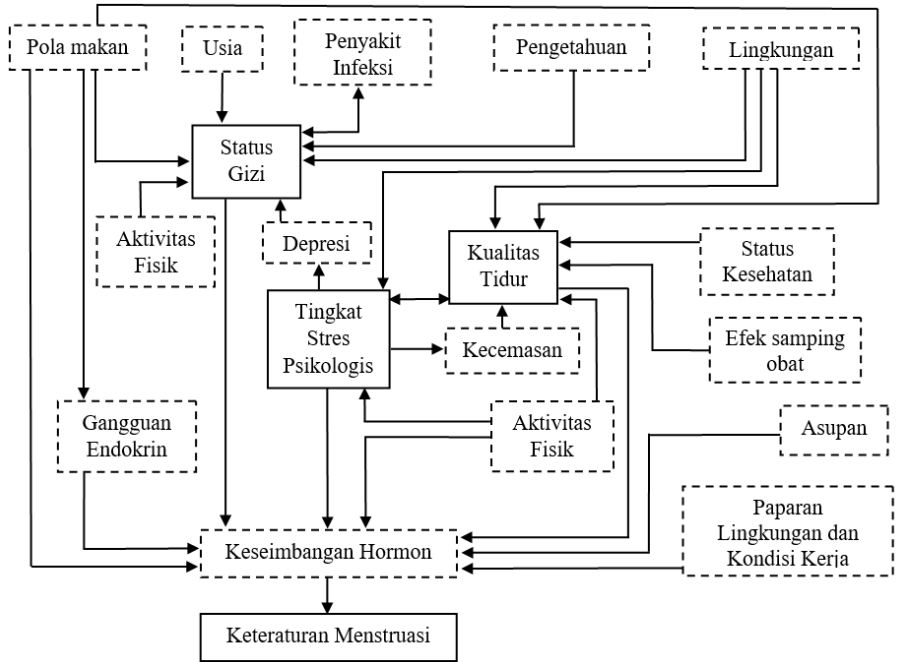 Pola makan
Usia
Penyakit
Infeksi
Pengetahuan
Lingkungan
Status
Gizi
Aktivitas
Fisik
Depresi
Kualitas
Tidur
Status
Kesehatan
Tingkat
Stres
Psikologis
Kecemasan
Efek samping
obat
Gangguan
Endokrin
Aktivitas
Fisik
Asupan
Paparan
Lingkungan dan
Kondisi Kerja
Keseimbangan Hormon
Keteraturan Menstruasi